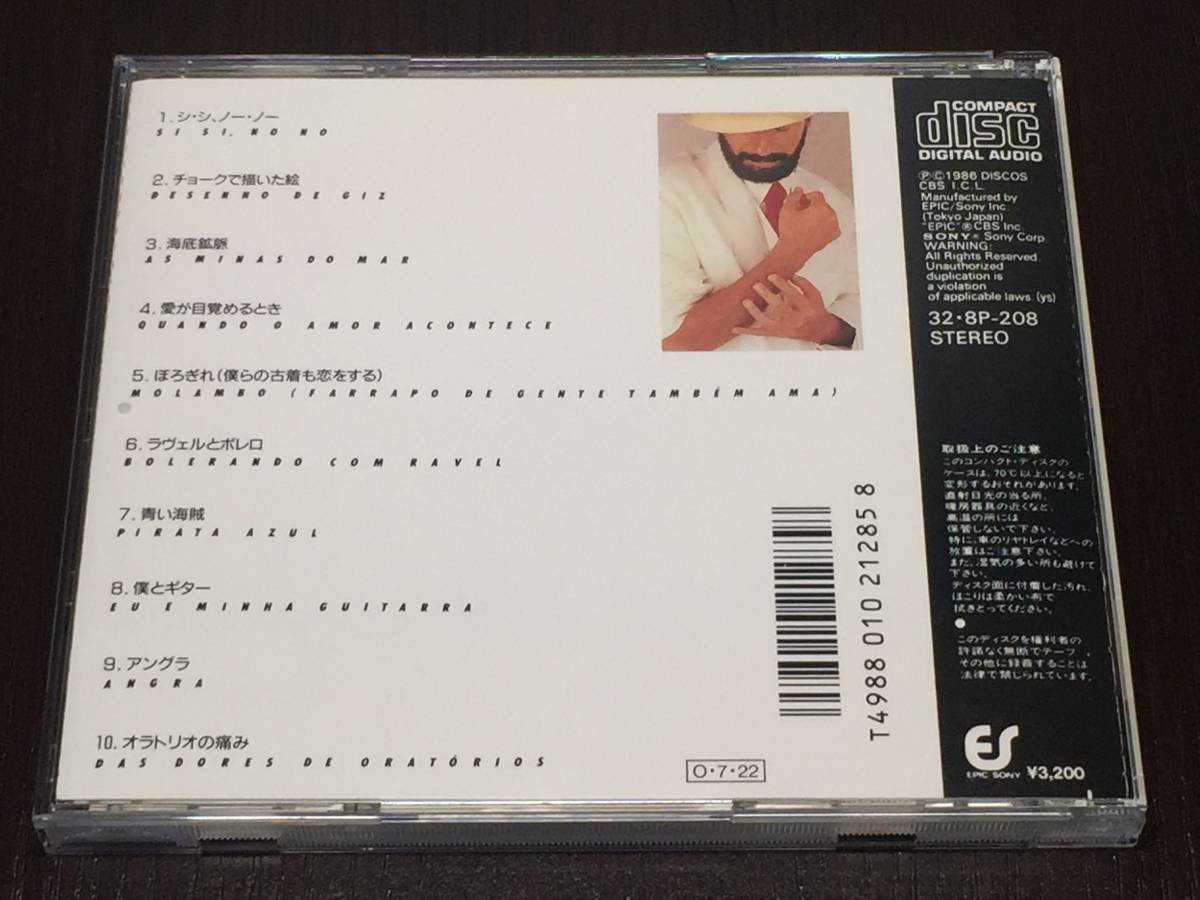 1. シ・シ、ノー・ノー
SI SI, NO NO
2. チョークで描いた絵
DESENHO DE GIZ
3. 海底鉱脈
AS MINAS DO MAR
4. 愛が目覚めるとき
QUANDO O AMOR ACONTECE
5. ぼろぎれ(僕らの古着も恋をする)
MOLAMBO (FARRAPO DE GENTE TAMBÉM AMA)
6. ラヴェルとボレロ
BOLERANDO COM RAVEL
7. 青い海賊
PIRATA AZUL
8. 僕とギター
EU E MINHA GUITARRA
9. アングラ
ANGRA
10. オラトリオの痛み
DAS DORES DE ORATÓRIOS
O・7・22
T4988 010 212858
COMPACT
disc
DIGITAL AUDIO
ⓅⒸ1986 DISCOS
CBS I.C.L.
Manufactured by
EPIC/Sony Inc.
(Tokyo Japan)
"EPIC"®CBS Inc.
SONY® Sony Corp.
WARNING:
All Rights Reserved.
Unauthorized
duplication is
a violation
of applicable laws. (ys)
32・8P-208
STEREO
取扱上のご注意
このコンパクト・ディスクの
ケースは、70℃以上になると
変形するおそれがあります。
直射日光の当る所、
暖房器具の近くなど、
高温の所には
保管しないで下さい。
特に、車のリヤトレイなどへの
放置はご注意下さい。
また、湿気の多い所も避けて
下さい。
ディスク面に付着した汚れ、
ほこりは柔かい布で
拭きとってください。
このディスクを権利者の
許諾なく無断でテープ、
その他に録音することは
法律で禁じられています。
ES
EPIC SONY ¥3,200